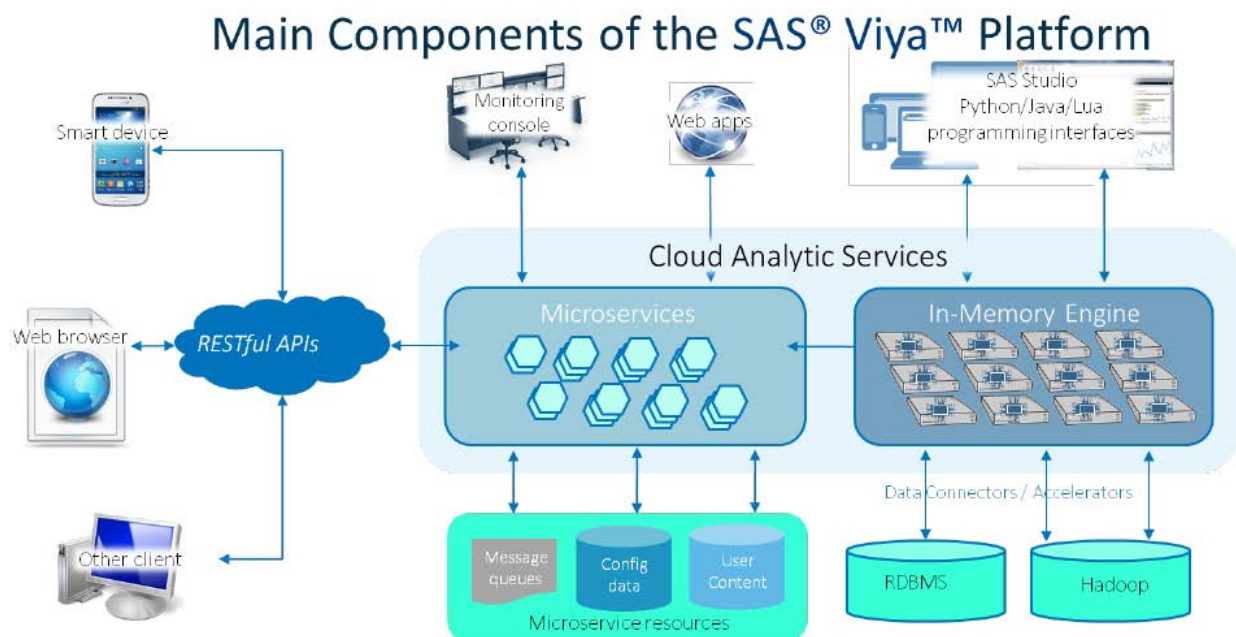 Main Components of the SAS® Viya™ Platform
Smart device
Monitoring
console
Web apps
SAS Studio
Python/Java/Lua
programming interfaces
Cloud Analytic Services
Web browser
RESTful APIs
Microservices
In-Memory Engine
Other client
Data Connectors / Accelerators
Message
queues
Config
data
User
Content
Microservice resources
RDBMS
Hadoop